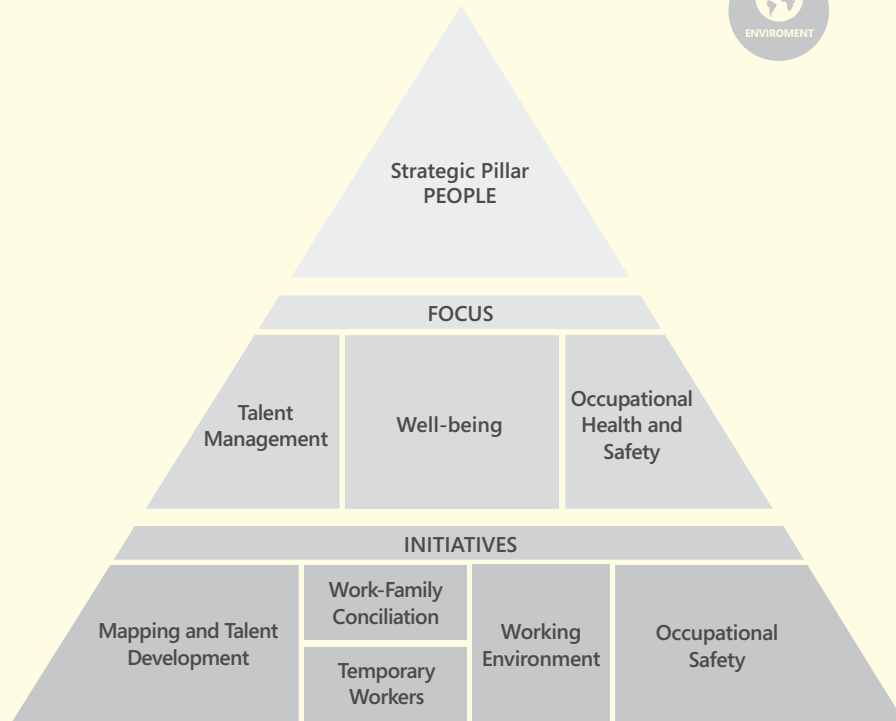 ENVIROMENT
Strategic Pillar
PEOPLE
FOCUS
Talent
Management
Well-being
Occupational
Health and
Safety
INITIATIVES
Mapping and Talent
Development
Work-Family
Conciliation
Temporary
Workers
Working
Environment
Occupational
Safety